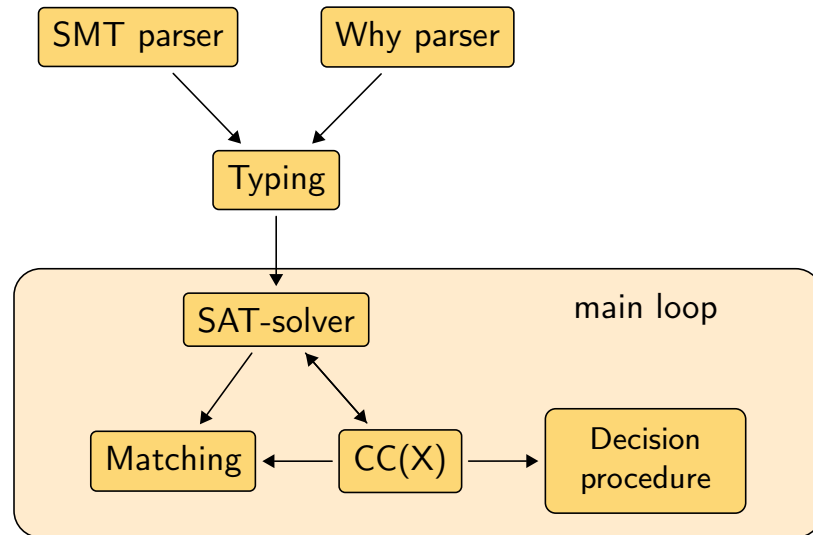 SMT parser
Why parser
Typing
SAT-solver
main loop
Matching
CC(X)
Decision
procedure